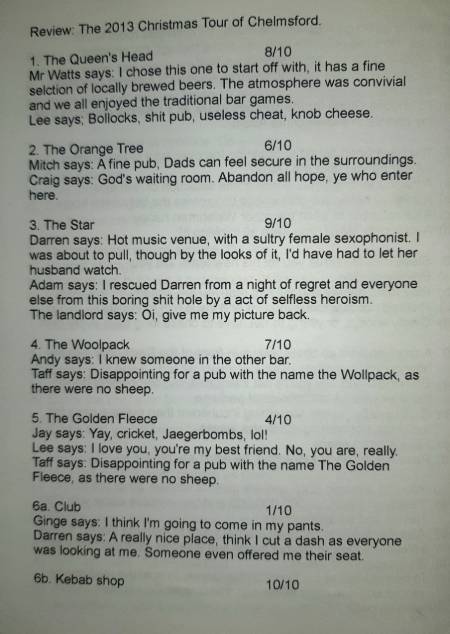 Review: The 2013 Christmas Tour of Chelmsford.
1. The Queen's Head 8/10
Mr Watts says: I chose this one to start off with, it has a fine
selction of locally brewed beers. The atmosphere was convivial
and we all enjoyed the traditional bar games.
Lee says; Bollocks, shit pub, useless cheat, knob cheese.
2. The Orange Tree 6/10
Mitch says: A fine pub, Dads can feel secure in the surroundings.
Craig says: God's waiting room. Abandon all hope, ye who enter
here.
3. The Star 9/10
Darren says: Hot music venue, with a sultry female sexophonist. I
was about to pull, though by the looks of it, I'd have had to let her
husband watch.
Adam says: I rescued Darren from a night of regret and everyone
else from this boring shit hole by a act of selfless heroism.
The landlord says: Oi, give me my picture back.
4. The Woolpack 7/10
Andy says: I knew someone in the other bar.
Taff says: Disappointing for a pub with the name the Wollpack, as
there were no sheep.
5. The Golden Fleece 4/10
Jay says: Yay, cricket, Jaegerbombs, lol!
Lee says: I love you, you're my best friend. No, you are, really.
Taff says: Disappointing for a pub with the name The Golden
Fleece, as there were no sheep.
6a. Club 1/10
Ginge says: I think I'm going to come in my pants.
Darren says: A really nice place, think I cut a dash as everyone
was looking at me. Someone even offered me their seat.
6b. Kebab shop 10/10